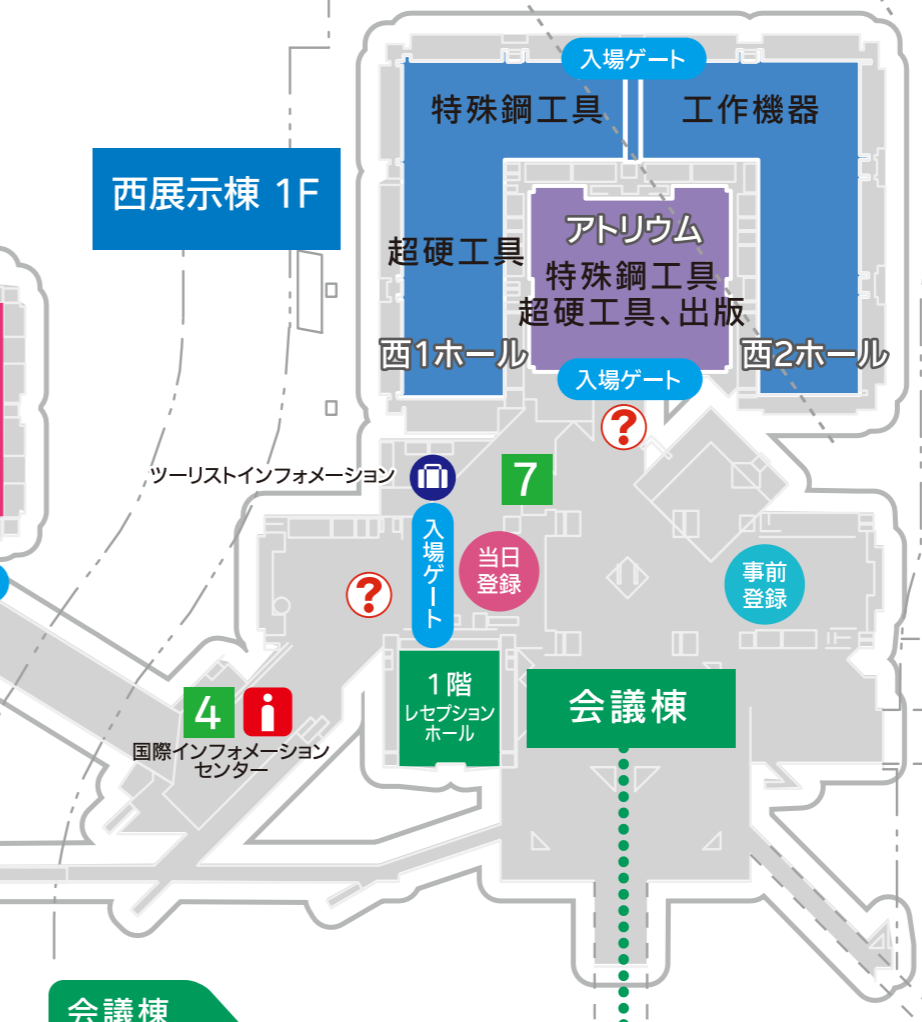 入場ゲート
特殊鋼工具
工作機器
西展示棟 1F
アトリウム
超硬工具
特殊鋼工具
超硬工具、出版
西1ホール
西2ホール
入場ゲート
?
ツーリストインフォメーション
7
入場ゲート
当日
登録
事前
登録
?
1階
レセプション
ホール
会議棟
4
i
国際インフォメーション
センター
会議棟